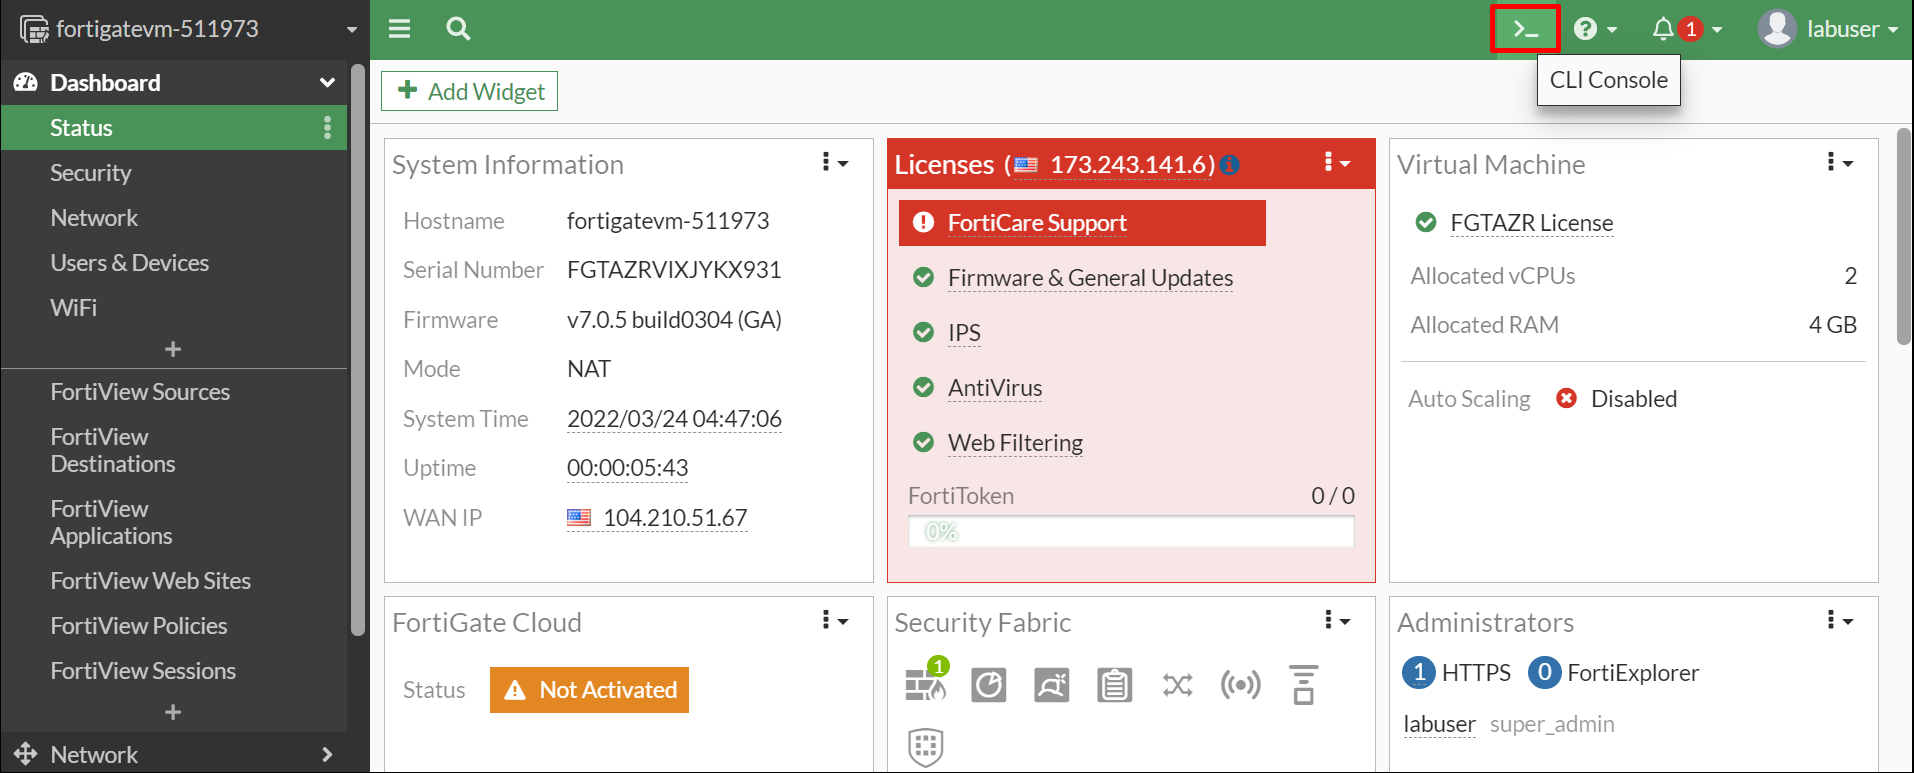 fortigatevm-511973
1
labuser
CLI Console
Dashboard
Status
Security
Network
Users & Devices
WiFi
+
FortiView Sources
FortiView
Destinations
FortiView
Applications
FortiView Web Sites
FortiView Policies
FortiView Sessions
+
Network
+ Add Widget
System Information
Hostname fortigatevm-511973
Serial Number FGTAZRVIXJYKX931
Firmware v7.0.5 build0304 (GA)
Mode NAT
System Time 2022/03/24 04:47:06
Uptime 00:00:05:43
WAN IP 104.210.51.67
Licenses (173.243.141.6)
FortiCare Support
Firmware & General Updates
IPS
AntiVirus
Web Filtering
FortiToken 0 / 0
0%
Virtual Machine
FGTAZR License
Allocated vCPUs 2
Allocated RAM 4 GB
Auto Scaling Disabled
FortiGate Cloud
Status Not Activated
Security Fabric
1
Administrators
1 HTTPS 0 FortiExplorer
labuser super_admin